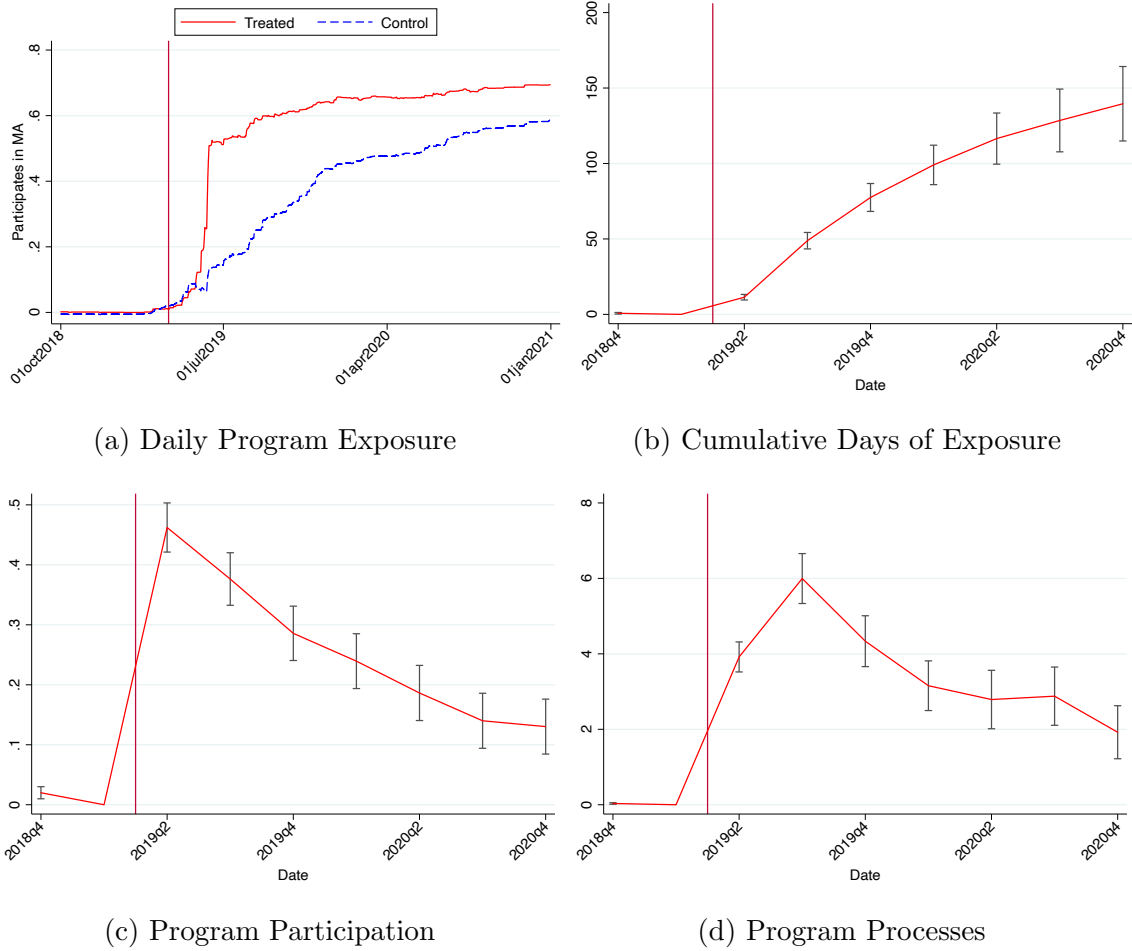 Treated Control
Participates in MA
.8
.6
.4
.2
0
01oct2018
01jul2019
01apr2020
01jan2021
(a) Daily Program Exposure
200
150
100
50
0
2018q4
2019q2
2019q4
2020q2
2020q4
Date
(b) Cumulative Days of Exposure
.5
.4
.3
.2
.1
0
2018q4
2019q2
2019q4
2020q2
2020q4
Date
(c) Program Participation
8
6
4
2
0
2018q4
2019q2
2019q4
2020q2
2020q4
Date
(d) Program Processes